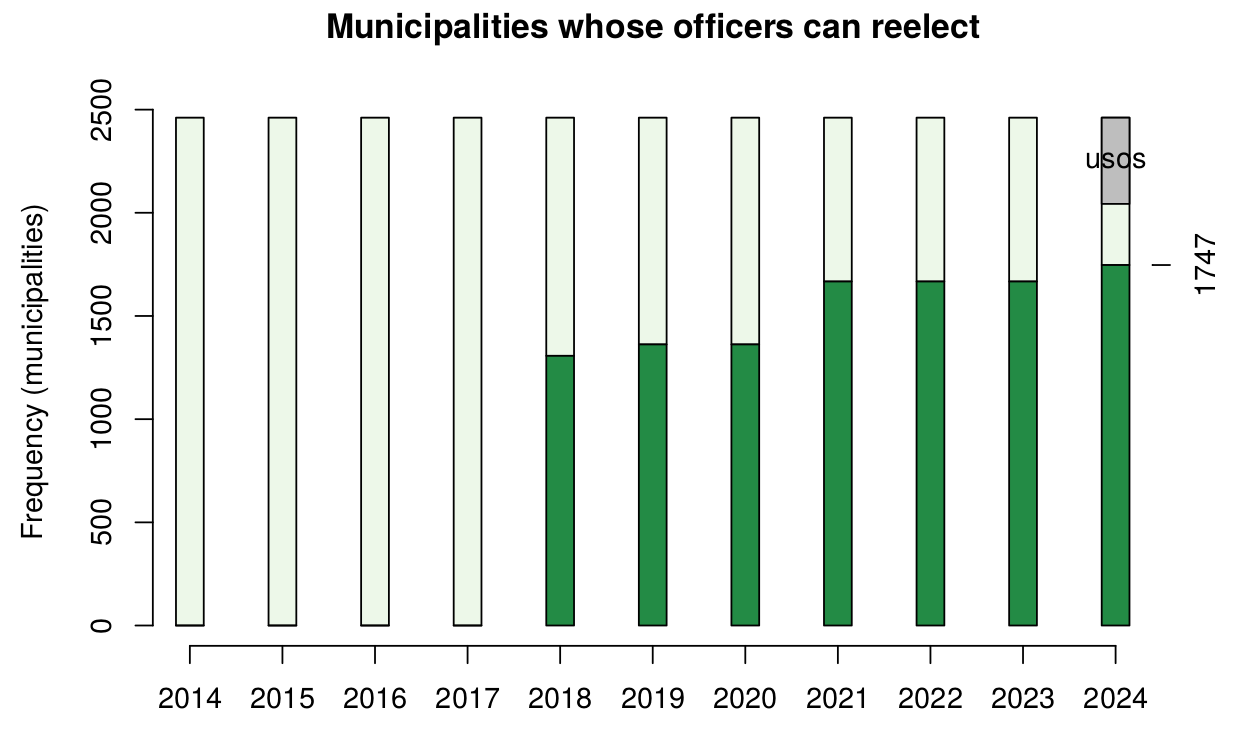 Municipalities whose officers can reelect
Frequency (municipalities)
2500
2000
1500
1000
500
0
usos
1747
2014 2015 2016 2017 2018 2019 2020 2021 2022 2023 2024